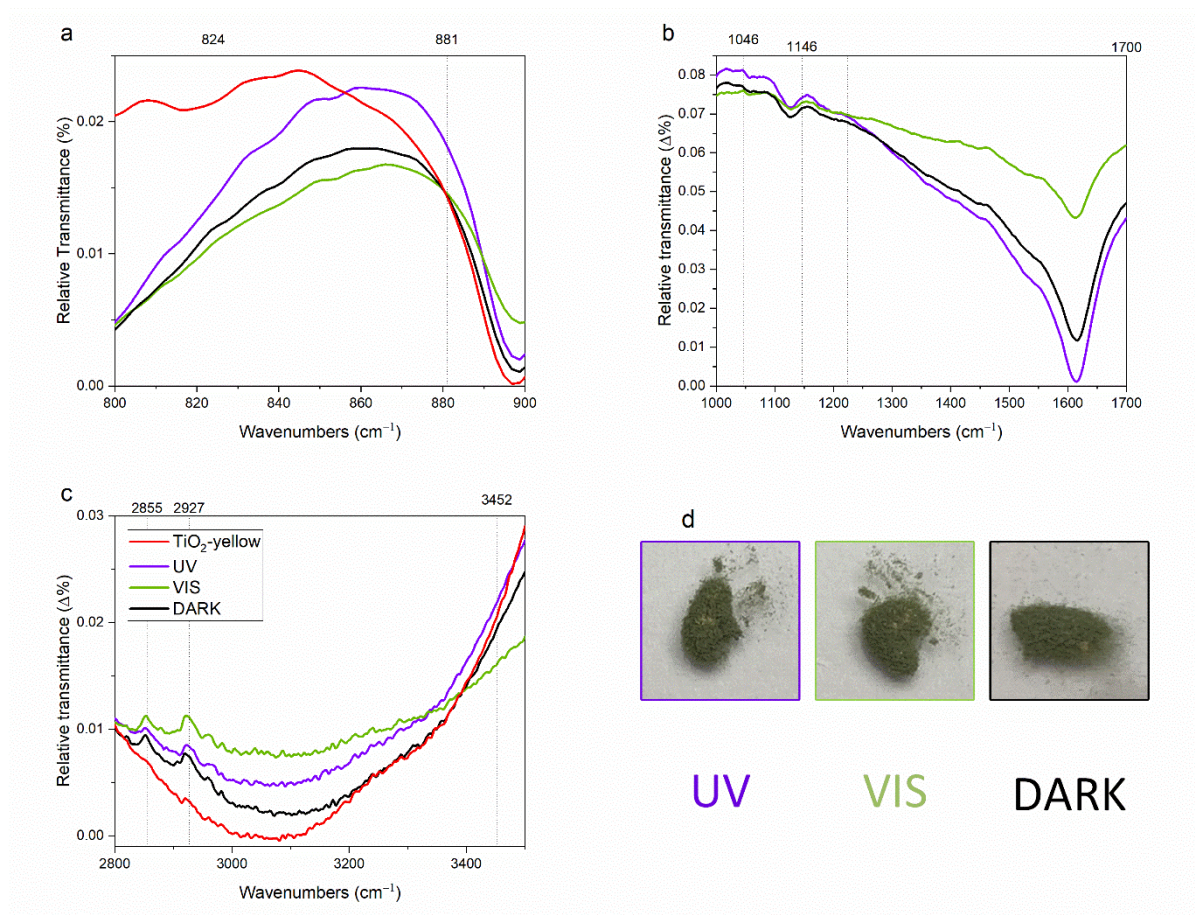 a
824 881
Relative Transmittance (%)
0.02
0.01
0.00
800 820 840 860 880 900
Wavenumbers (cm⁻¹)
b
1046 1146 1700
Relative transmittance (Δ%)
0.08
0.07
0.06
0.05
0.04
0.03
0.02
0.01
0.00
1000 1100 1200 1300 1400 1500 1600 1700
Wavenumbers (cm⁻¹)
c
2855 2927 3452
Relative transmittance (Δ%)
0.03
0.02
0.01
0.00
TiO₂-yellow
UV
VIS
DARK
2800 3000 3200 3400
Wavenumbers (cm⁻¹)
d
UV VIS DARK